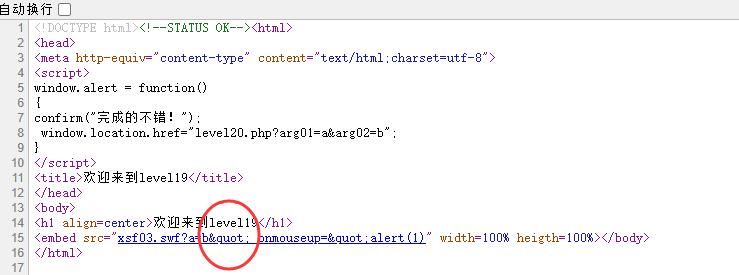 自动换行
1 <!DOCTYPE html><!--STATUS OK--><html>
2 <head>
3 <meta http-equiv="content-type" content="text/html;charset=utf-8">
4 <script>
5 window.alert = function()
6 {
7 confirm("完成的不错！");
8  window.location.href="level20.php?arg01=a&arg02=b";
9 }
10 </script>
11 <title>欢迎来到level19</title>
12 </head>
13 <body>
14 <h1 align=center>欢迎来到level19</h1>
15 <embed src="xsf03.swf?a=b&quot; onmouseup=&quot;alert(1)" width=100% heigth=100%></body>
16 </html>
17